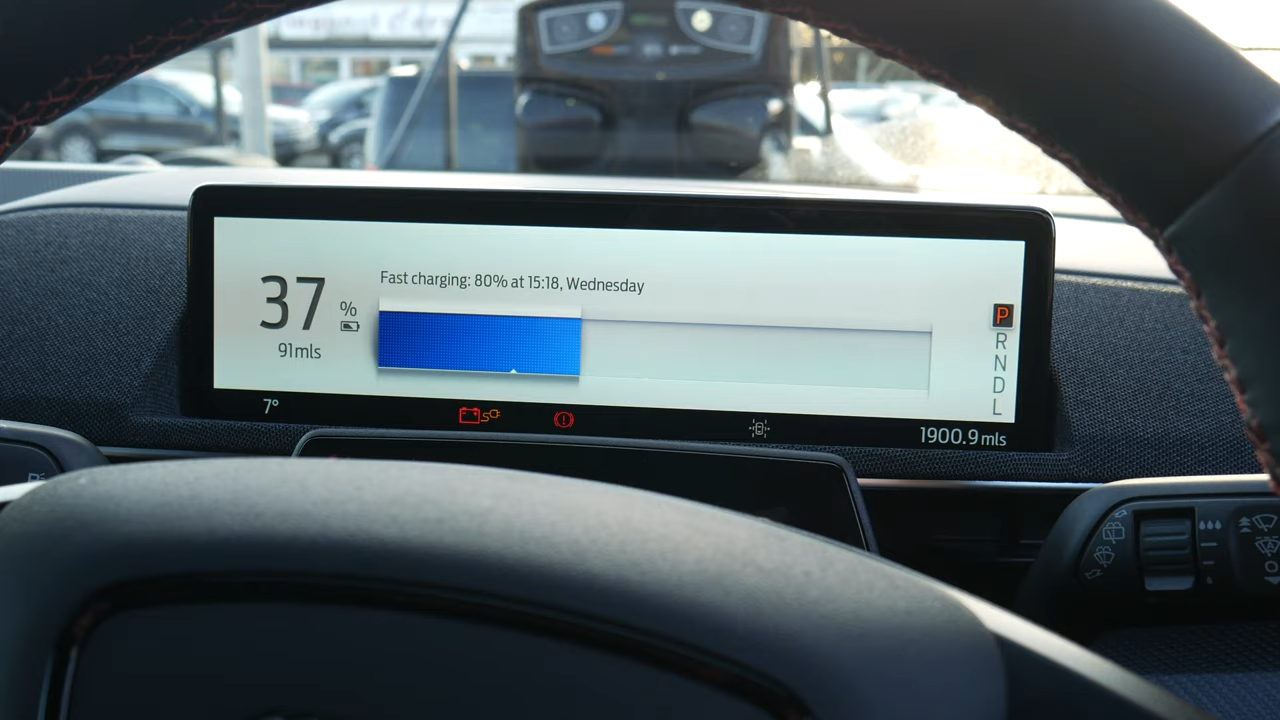 Fast charging: 80% at 15:18, Wednesday
37 %
91mls
P
R
N
D
L
7°
1900.9 mls